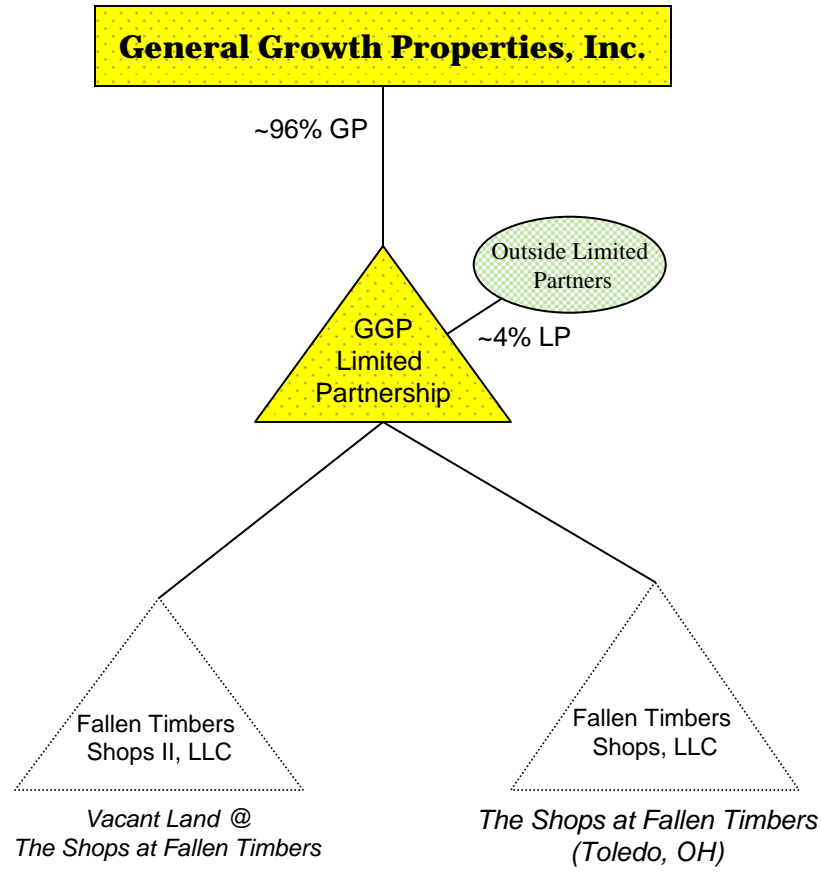 General Growth Properties, Inc.
~96% GP
Outside Limited
Partners
GGP
Limited
Partnership
~4% LP
Fallen Timbers
Shops II, LLC
Fallen Timbers
Shops, LLC
Vacant Land @
The Shops at Fallen Timbers
The Shops at Fallen Timbers
(Toledo, OH)